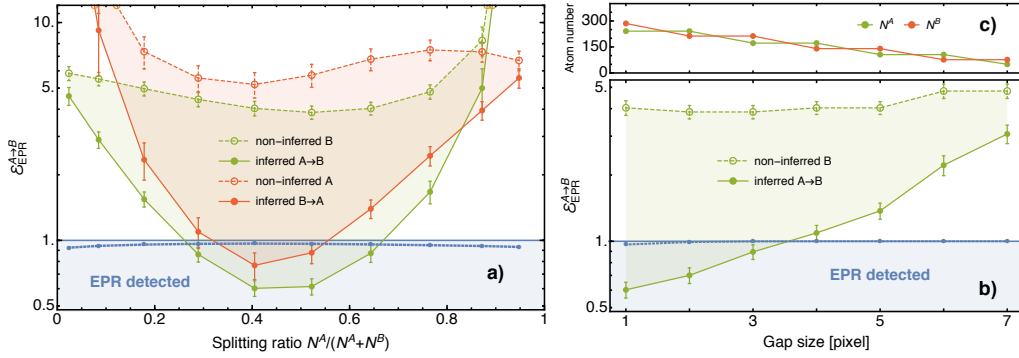 10.
5.
1.
0.5
ℰ_EPR^{A→B}
non–inferred B
inferred A→B
non–inferred A
inferred B→A
EPR detected
a)
0 0.2 0.4 0.6 0.8 1
Splitting ratio N^A/(N^A+N^B)
300
150
0
Atom number
N^A N^B
c)
5.
1.
0.5
ℰ_EPR^{A→B}
non–inferred B
inferred A→B
EPR detected
b)
1 3 5 7
Gap size [pixel]